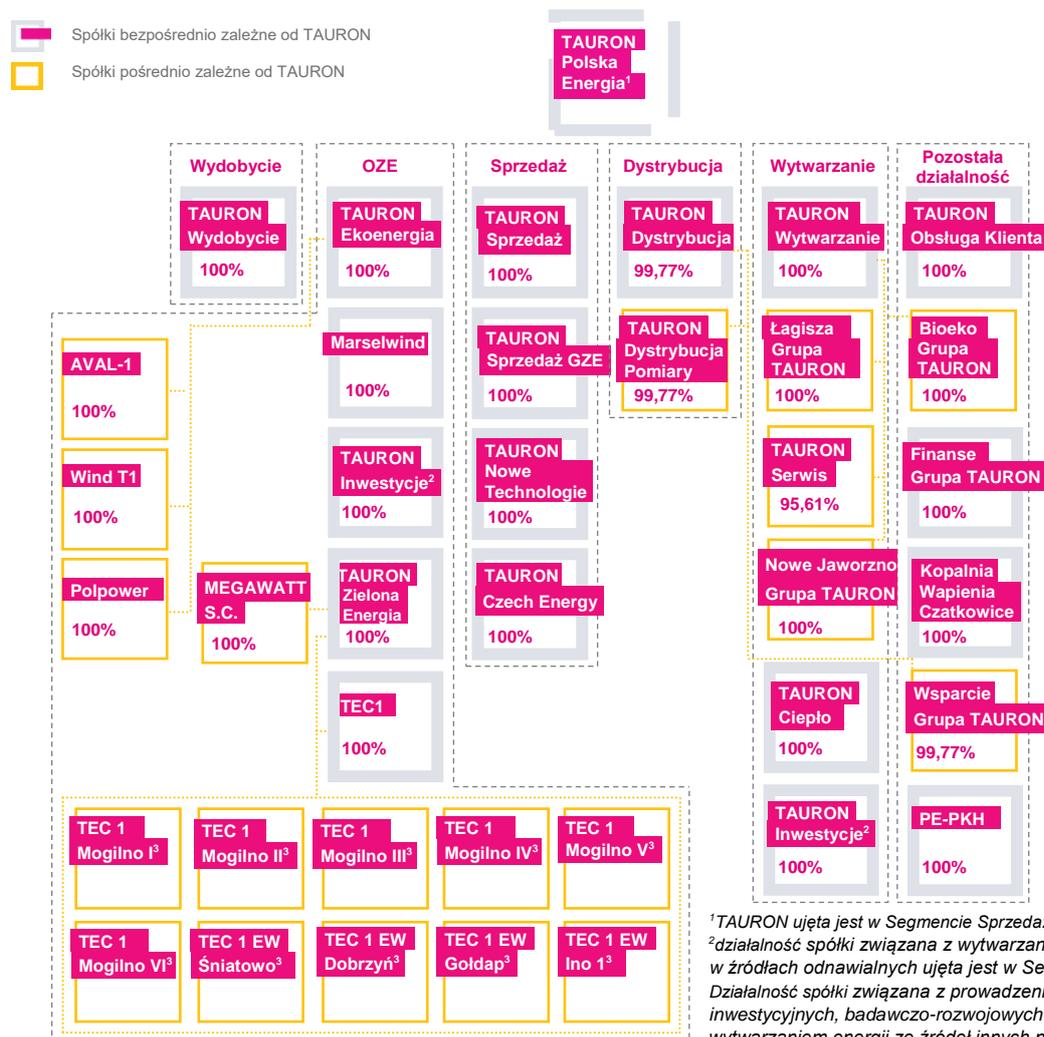 Spółki bezpośrednio zależne od TAURON
Spółki pośrednio zależne od TAURON
TAURON
Polska
Energia¹
Wydobycie
TAURON
Wydobycie
100%
OZE
TAURON
Ekoenergia
100%
Marselwind
100%
TAURON
Inwestycje²
100%
TAURON
Zielona
Energia
100%
TEC1
100%
AVAL-1
100%
Wind T1
100%
Polpower
100%
MEGAWATT
S.C.
100%
TEC 1
Mogilno I³
TEC 1
Mogilno II³
TEC 1
Mogilno III³
TEC 1
Mogilno IV³
TEC 1
Mogilno V³
TEC 1
Mogilno VI³
TEC 1 EW
Śniatowo³
TEC 1 EW
Dobrzyń³
TEC 1 EW
Gołdap³
TEC 1 EW
Ino 1³
Sprzedaż
TAURON
Sprzedaż
100%
TAURON
Sprzedaż GZE
100%
TAURON
Nowe
Technologie
100%
TAURON
Czech Energy
100%
Dystrybucja
TAURON
Dystrybucja
99,77%
TAURON
Dystrybucja
Pomiary
99,77%
Wytwarzanie
TAURON
Wytwarzanie
100%
Łagisza
Grupa
TAURON
100%
TAURON
Serwis
95,61%
Nowe Jaworzno
Grupa TAURON
100%
TAURON
Ciepło
100%
TAURON
Inwestycje²
100%
Pozostała
działalność
TAURON
Obsługa Klienta
100%
Bioeko
Grupa
TAURON
100%
Finanse
Grupa TAURON
100%
Kopalnia
Wapienia
Czatkowice
100%
Wsparcie
Grupa TAURON
99,77%
PE-PKH
100%
¹TAURON ujęta jest w Segmencie
²działalność spółki związana z
w źródłach odnawialnych ujęta jest w
Działalność spółki związana z
inwestycyjnych, badawczo-rozwojowych